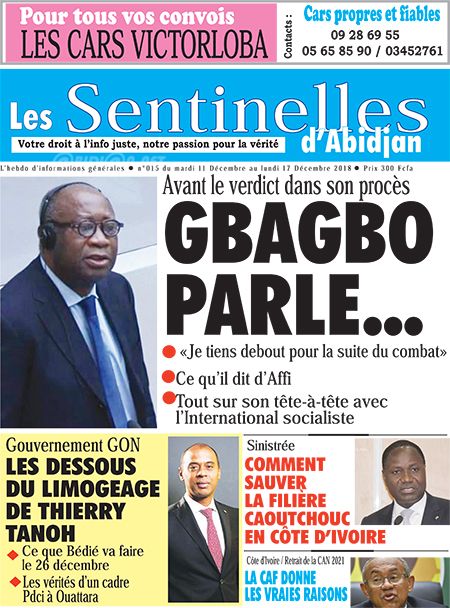 Pour tous vos convois
LES CARS VICTORLOBA
Contacts :
Cars propres et fiables
09 28 69 55
05 65 85 90 / 03452761
Les Sentinelles
d'Abidjan
Votre droit à l'info juste, notre passion pour la vérité
L'hebdo d'informations générales ● n°015 du mardi 11 Décembre au lundi 17 Décembre 2018 ● Prix 300 Fcfa
Avant le verdict dans son procès
GBAGBO
PARLE...
● «Je tiens debout pour la suite du combat»
● Ce qu'il dit d'Affi
● Tout sur son tête-à-tête avec
l'International socialiste
Gouvernement GON
LES DESSOUS
DU LIMOGEAGE
DE THIERRY
TANOH
◆ Ce que Bédié va faire
le 26 décembre
◆ Les vérités d'un cadre
Pdci à Ouattara
Sinistrée
COMMENT
SAUVER
LA FILIÈRE
CAOUTCHOUC
EN CÔTE D'IVOIRE
Côte d'Ivoire / Retrait de la CAN 2021
LA CAF DONNE
LES VRAIES RAISONS